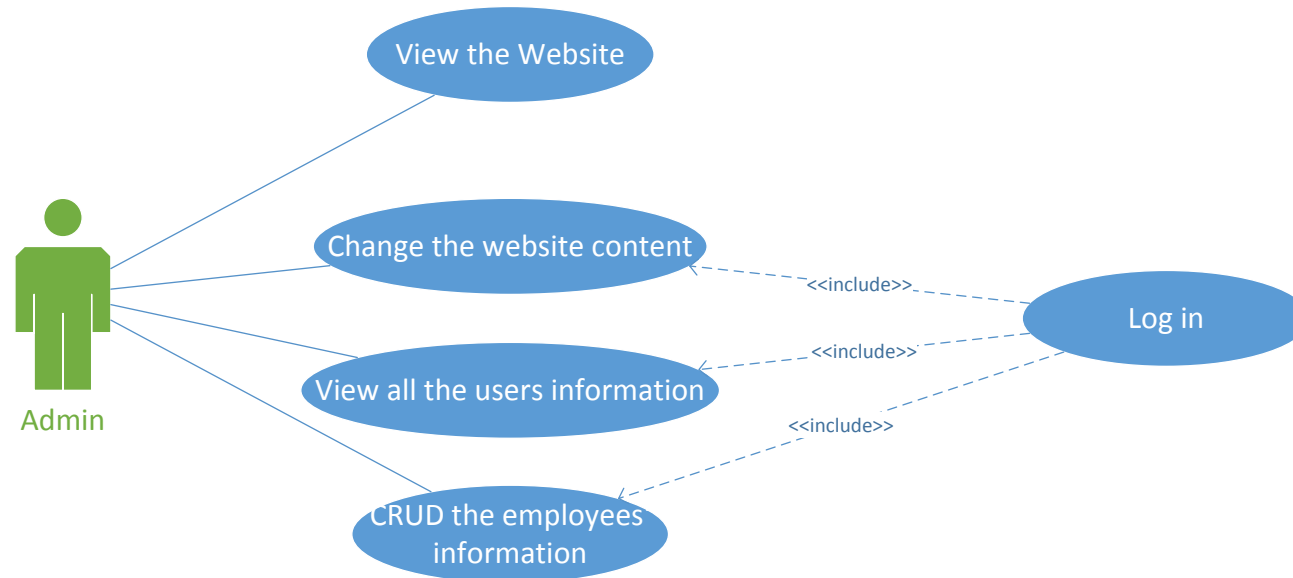 View the Website
Change the website content
<<include>>
Log in
<<include>>
View all the users information
Admin
<<include>>
CRUD the employees
information